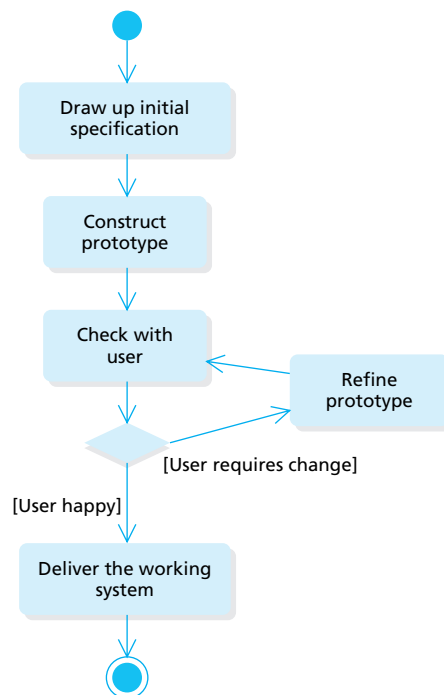 Draw up initial
specification
Construct
prototype
Check with
user
Refine
prototype
[User requires change]
[User happy]
Deliver the working
system